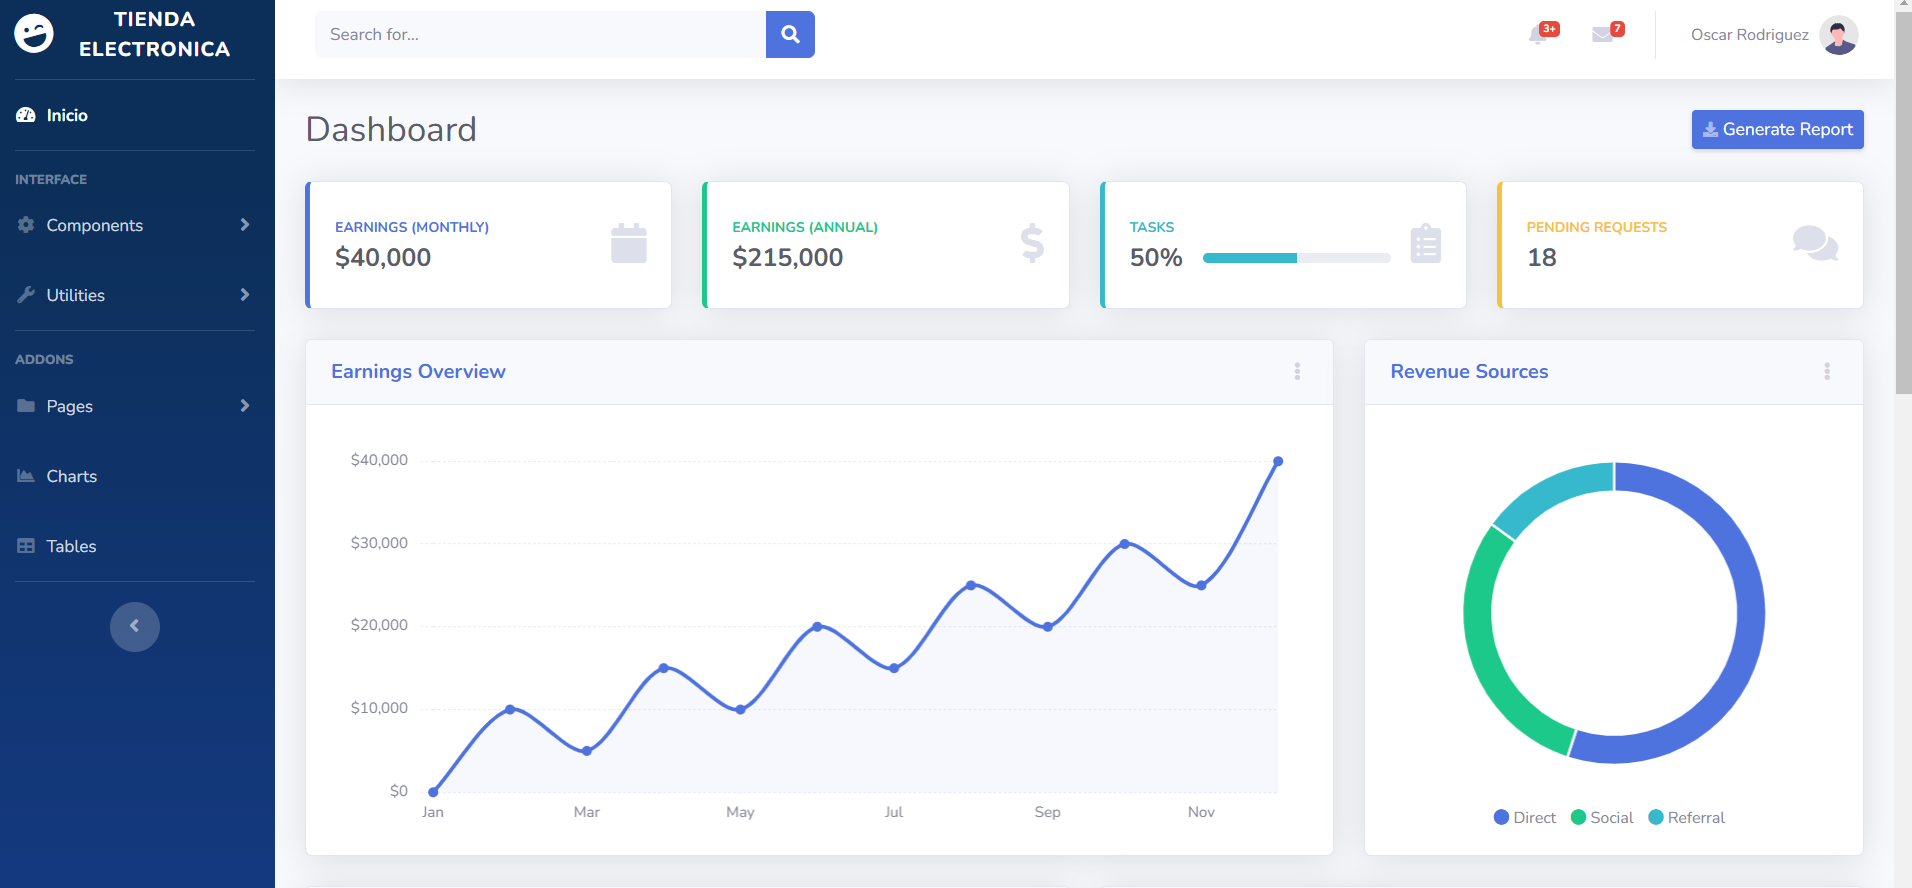 TIENDA
ELECTRONICA
Inicio
INTERFACE
Components
Utilities
ADDONS
Pages
Charts
Tables
Search for...
3+
7
Oscar Rodriguez
Dashboard
Generate Report
EARNINGS (MONTHLY)
$40,000
EARNINGS (ANNUAL)
$215,000
TASKS
50%
PENDING REQUESTS
18
Earnings Overview
$40,000
$30,000
$20,000
$10,000
$0
Jan Mar May Jul Sep Nov
Revenue Sources
Direct Social Referral